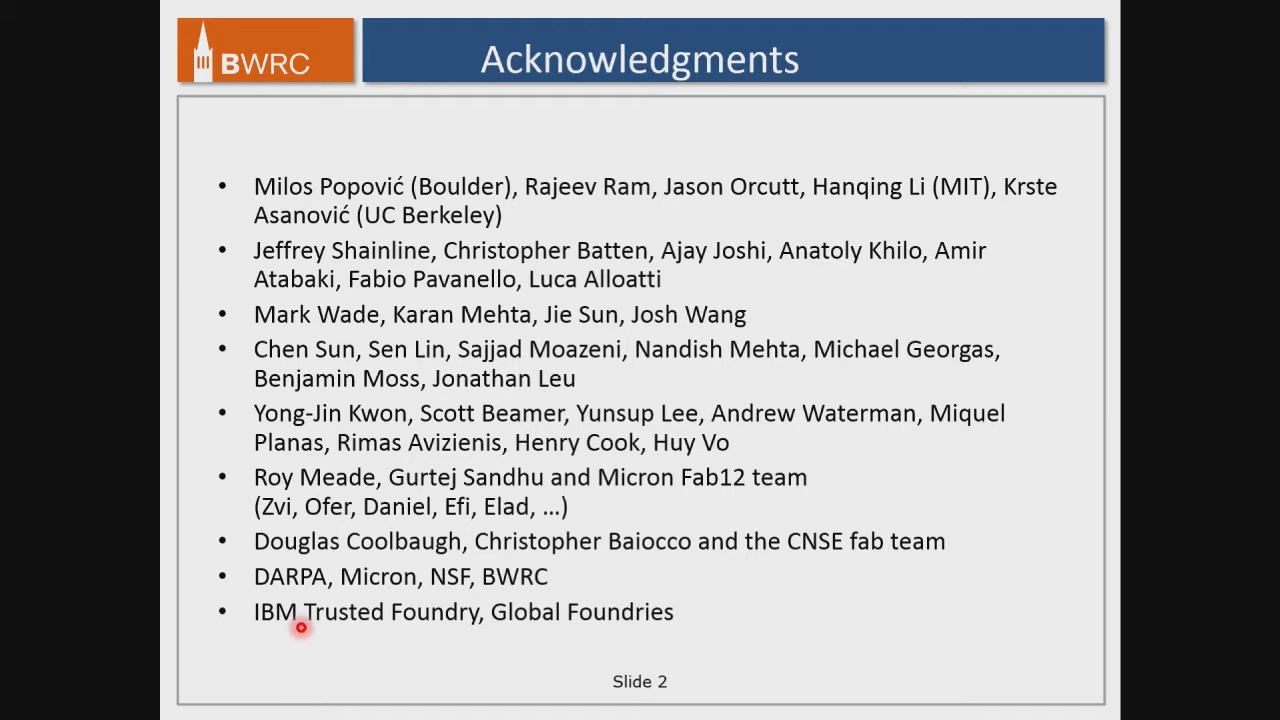 BWRC
Acknowledgments
• Milos Popović (Boulder), Rajeev Ram, Jason Orcutt, Hanqing Li (MIT), Krste
Asanović (UC Berkeley)
• Jeffrey Shainline, Christopher Batten, Ajay Joshi, Anatoly Khilo, Amir
Atabaki, Fabio Pavanello, Luca Alloatti
• Mark Wade, Karan Mehta, Jie Sun, Josh Wang
• Chen Sun, Sen Lin, Sajjad Moazeni, Nandish Mehta, Michael Georgas,
Benjamin Moss, Jonathan Leu
• Yong-Jin Kwon, Scott Beamer, Yunsup Lee, Andrew Waterman, Miquel
Planas, Rimas Avizienis, Henry Cook, Huy Vo
• Roy Meade, Gurtej Sandhu and Micron Fab12 team
(Zvi, Ofer, Daniel, Efi, Elad, …)
• Douglas Coolbaugh, Christopher Baiocco and the CNSE fab team
• DARPA, Micron, NSF, BWRC
• IBM Trusted Foundry, Global Foundries
Slide 2